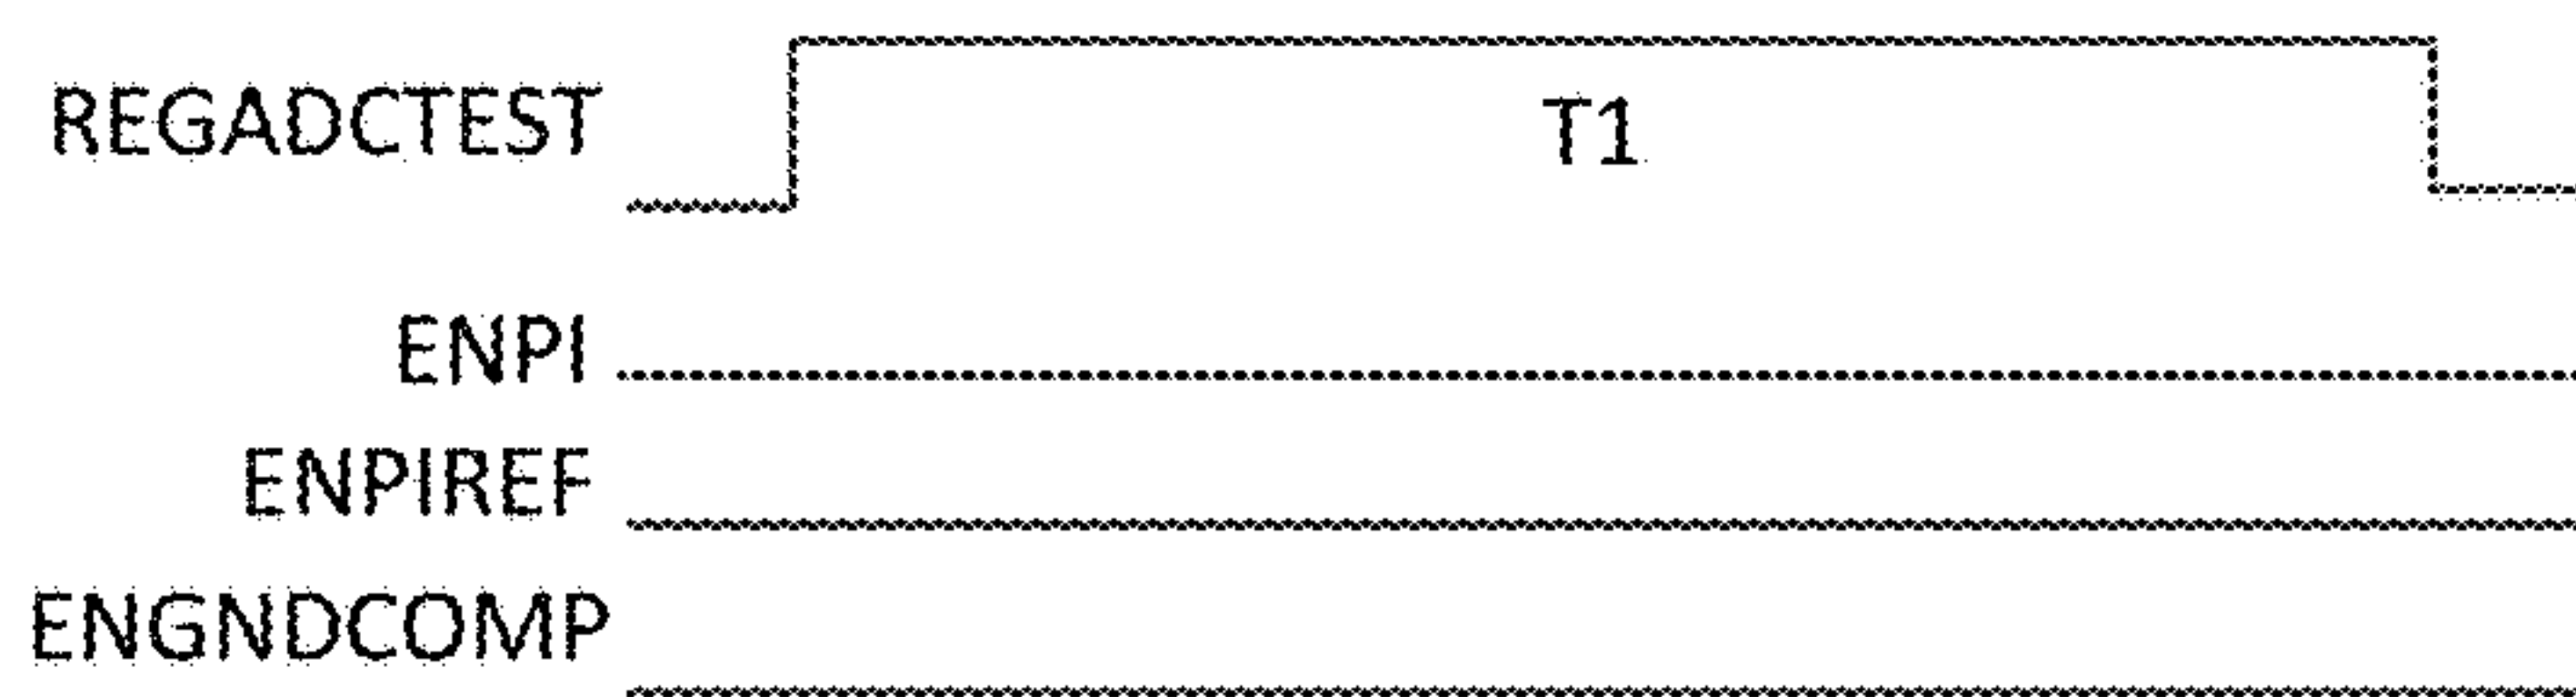 REGADCTEST
T1
ENPI
ENPIREF
ENGNDCOMP